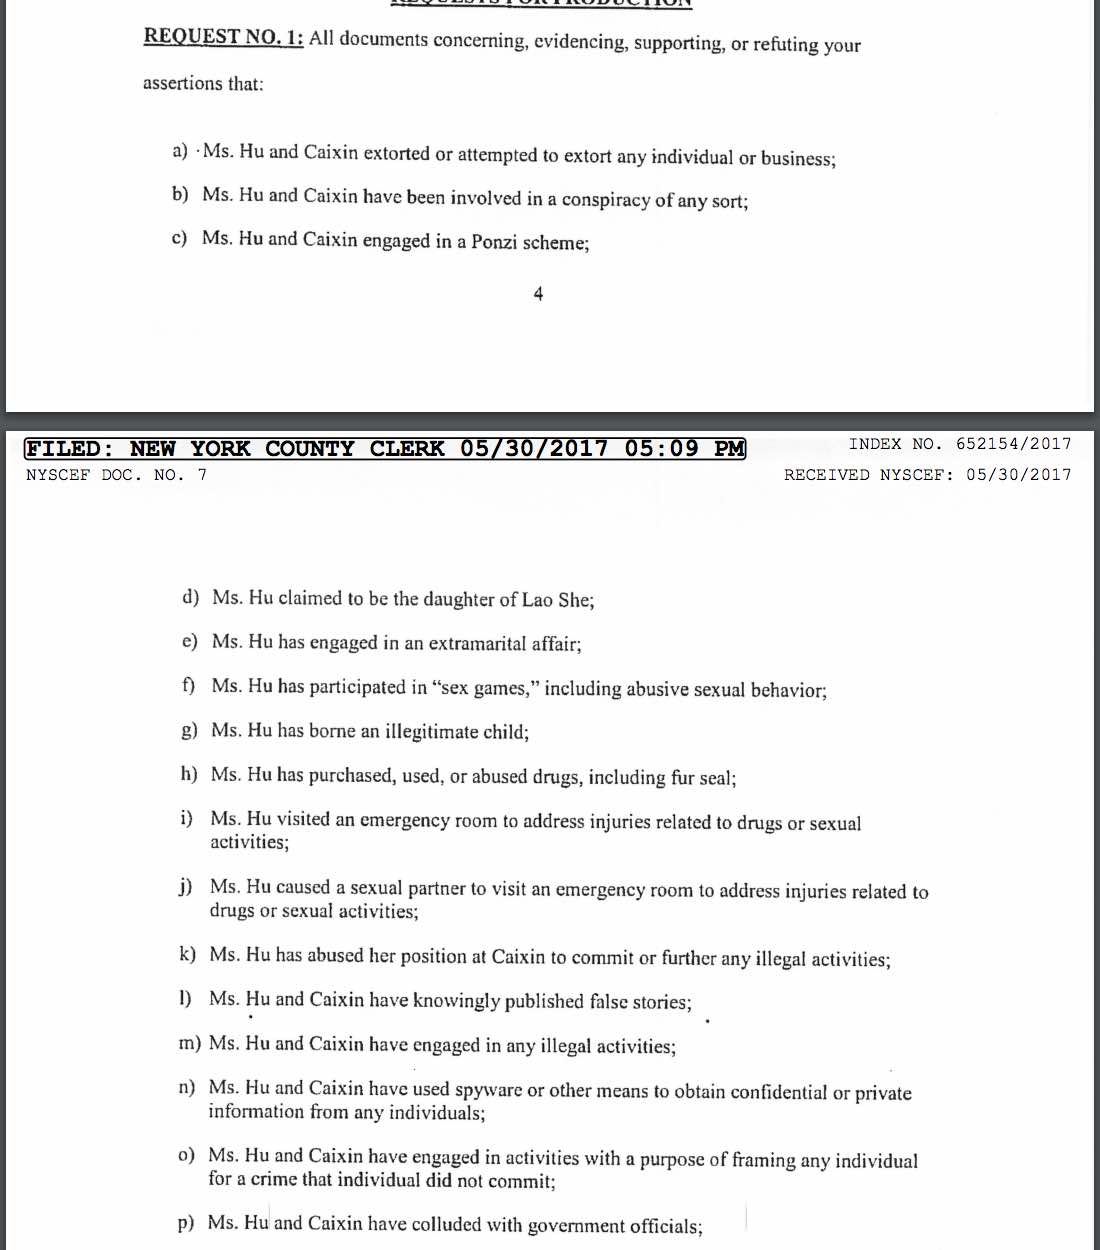 REQUESTS FOR PRODUCTION
REQUEST NO. 1: All documents concerning, evidencing, supporting, or refuting your
assertions that:
a) Ms. Hu and Caixin extorted or attempted to extort any individual or business;
b) Ms. Hu and Caixin have been involved in a conspiracy of any sort;
c) Ms. Hu and Caixin engaged in a Ponzi scheme;
4
FILED: NEW YORK COUNTY CLERK 05/30/2017 05:09 PM
INDEX NO. 652154/2017
NYSCEF DOC. NO. 7
RECEIVED NYSCEF: 05/30/2017
d) Ms. Hu claimed to be the daughter of Lao She;
e) Ms. Hu has engaged in an extramarital affair;
f) Ms. Hu has participated in “sex games,” including abusive sexual behavior;
g) Ms. Hu has borne an illegitimate child;
h) Ms. Hu has purchased, used, or abused drugs, including fur seal;
i) Ms. Hu visited an emergency room to address injuries related to drugs or sexual
activities;
j) Ms. Hu caused a sexual partner to visit an emergency room to address injuries related to
drugs or sexual activities;
k) Ms. Hu has abused her position at Caixin to commit or further any illegal activities;
l) Ms. Hu and Caixin have knowingly published false stories;
m) Ms. Hu and Caixin have engaged in any illegal activities;
n) Ms. Hu and Caixin have used spyware or other means to obtain confidential or private
information from any individuals;
o) Ms. Hu and Caixin have engaged in activities with a purpose of framing any individual
for a crime that individual did not commit;
p) Ms. Hu and Caixin have colluded with government officials;